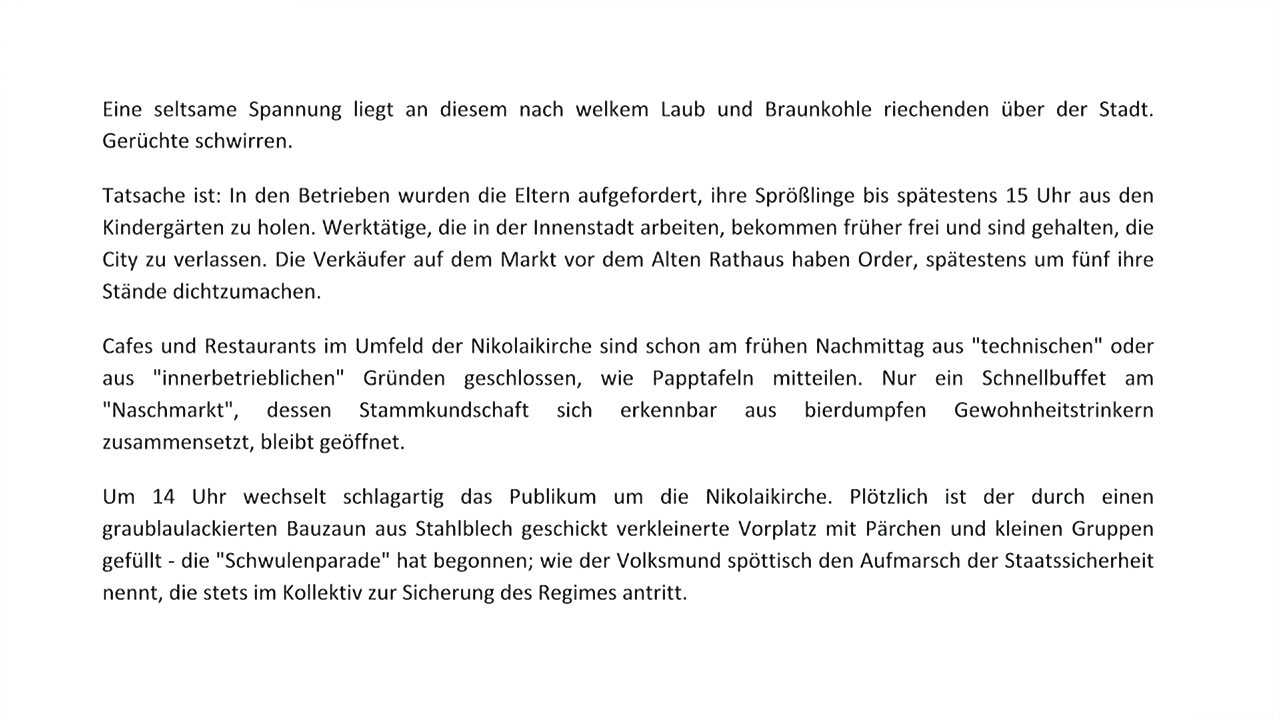 Eine seltsame Spannung liegt an diesem nach welkem Laub und Braunkohle riechenden über der Stadt.
Gerüchte schwirren.
Tatsache ist: In den Betrieben wurden die Eltern aufgefordert, ihre Sprößlinge bis spätestens 15 Uhr aus den
Kindergärten zu holen. Werktätige, die in der Innenstadt arbeiten, bekommen früher frei und sind gehalten, die
City zu verlassen. Die Verkäufer auf dem Markt vor dem Alten Rathaus haben Order, spätestens um fünf ihre
Stände dichtzumachen.
Cafes und Restaurants im Umfeld der Nikolaikirche sind schon am frühen Nachmittag aus "technischen" oder
aus "innerbetrieblichen" Gründen geschlossen, wie Papptafeln mitteilen. Nur ein Schnellbuffet am
"Naschmarkt", dessen Stammkundschaft sich erkennbar aus bierdumpfen Gewohnheitstrinkern
zusammensetzt, bleibt geöffnet.
Um 14 Uhr wechselt schlagartig das Publikum um die Nikolaikirche. Plötzlich ist der durch einen
graublaulackierten Bauzaun aus Stahlblech geschickt verkleinerte Vorplatz mit Pärchen und kleinen Gruppen
gefüllt - die "Schwulenparade" hat begonnen; wie der Volksmund spöttisch den Aufmarsch der Staatssicherheit
nennt, die stets im Kollektiv zur Sicherung des Regimes antritt.